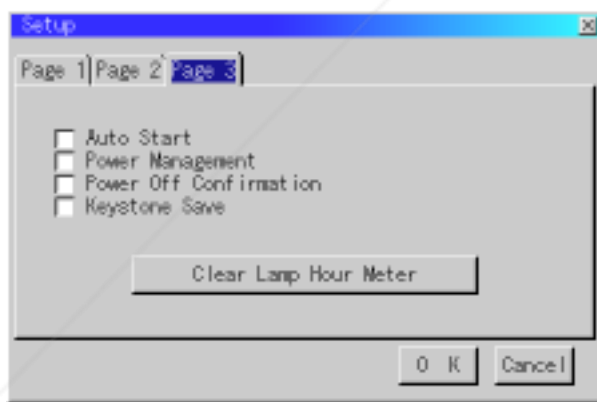 Setup
Page 1 Page 2 Page 3
Auto Start
Power Management
Power Off Confirmation
Keystone Save
Clear Lamp Hour Meter
O K Cancel